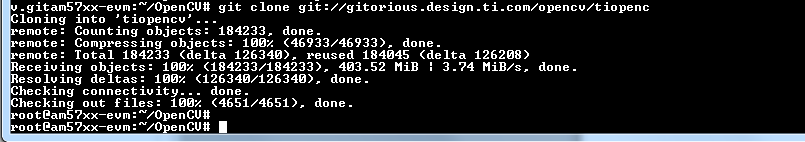 v.gitam57xx-evm:~/OpenCV# git clone git://gitorious.design.ti.com/opencv/tiopenc
Cloning into 'tiopencv'...
remote: Counting objects: 184233, done.
remote: Compressing objects: 100% (46933/46933), done.
remote: Total 184233 (delta 126340), reused 184045 (delta 126208)
Receiving objects: 100% (184233/184233), 403.52 MiB | 3.74 MiB/s, done.
Resolving deltas: 100% (126340/126340), done.
Checking connectivity... done.
Checking out files: 100% (4651/4651), done.
root@am57xx-evm:~/OpenCV#
root@am57xx-evm:~/OpenCV#